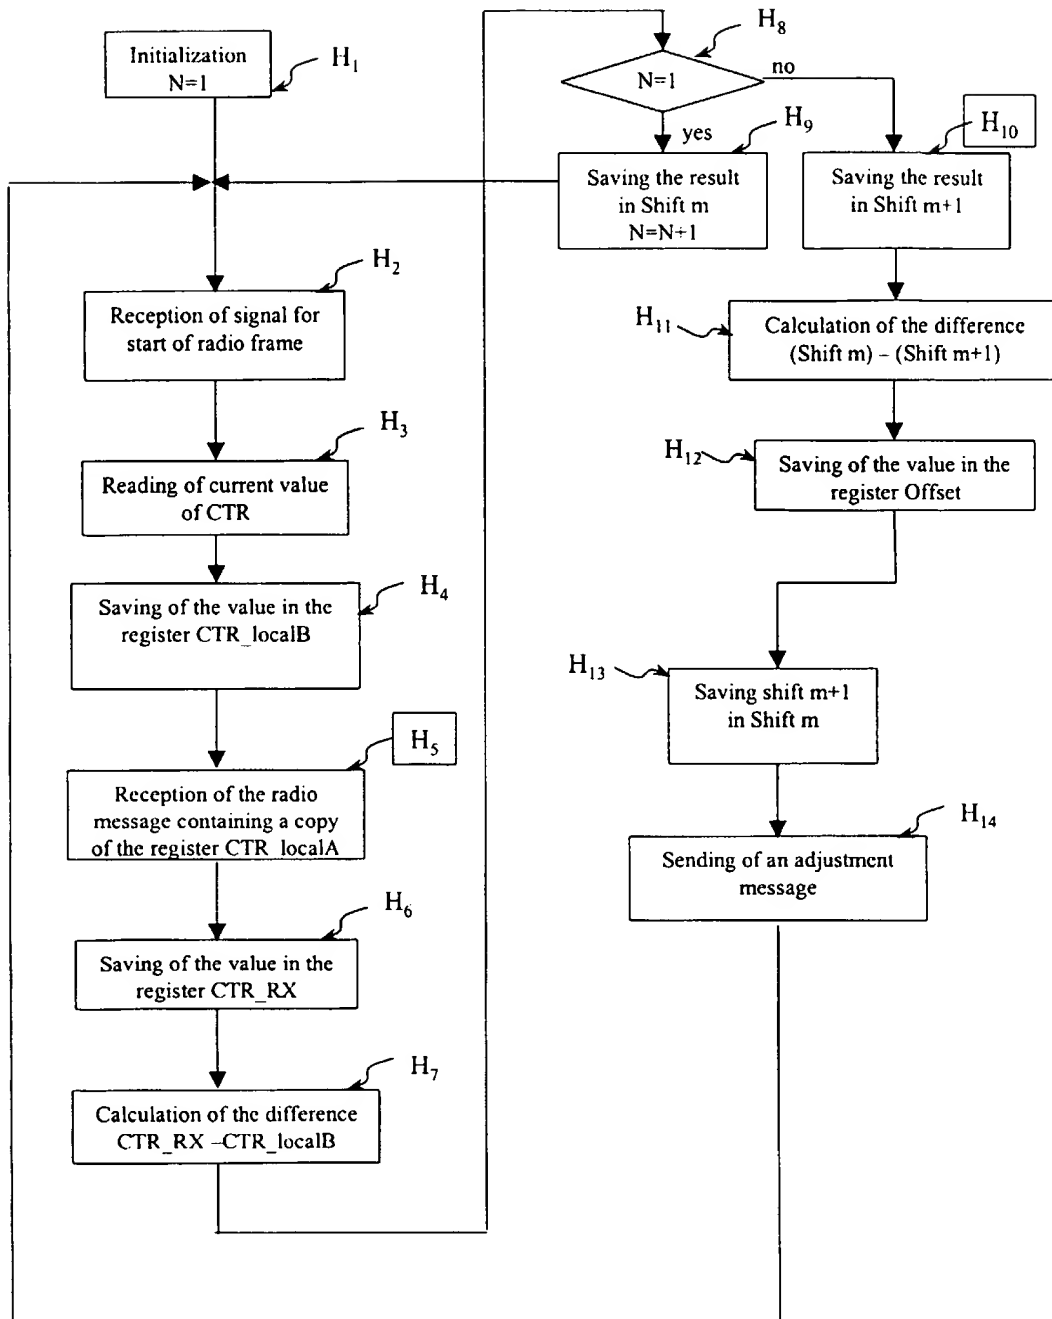 Initialization
N=1
H1
Reception of signal for
start of radio frame
H2
Reading of current value
of CTR
H3
Saving of the value in the
register CTR_localB
H4
Reception of the radio
message containing a copy
of the register CTR_localA
H5
Saving of the value in the
register CTR_RX
H6
Calculation of the difference
CTR_RX –CTR_localB
H7
N=1
H8
no
yes
Saving the result
in Shift m
N=N+1
H9
Saving the result
in Shift m+1
H10
Calculation of the difference
(Shift m) – (Shift m+1)
H11
Saving of the value in the
register Offset
H12
Saving shift m+1
in Shift m
H13
Sending of an adjustment
message
H14